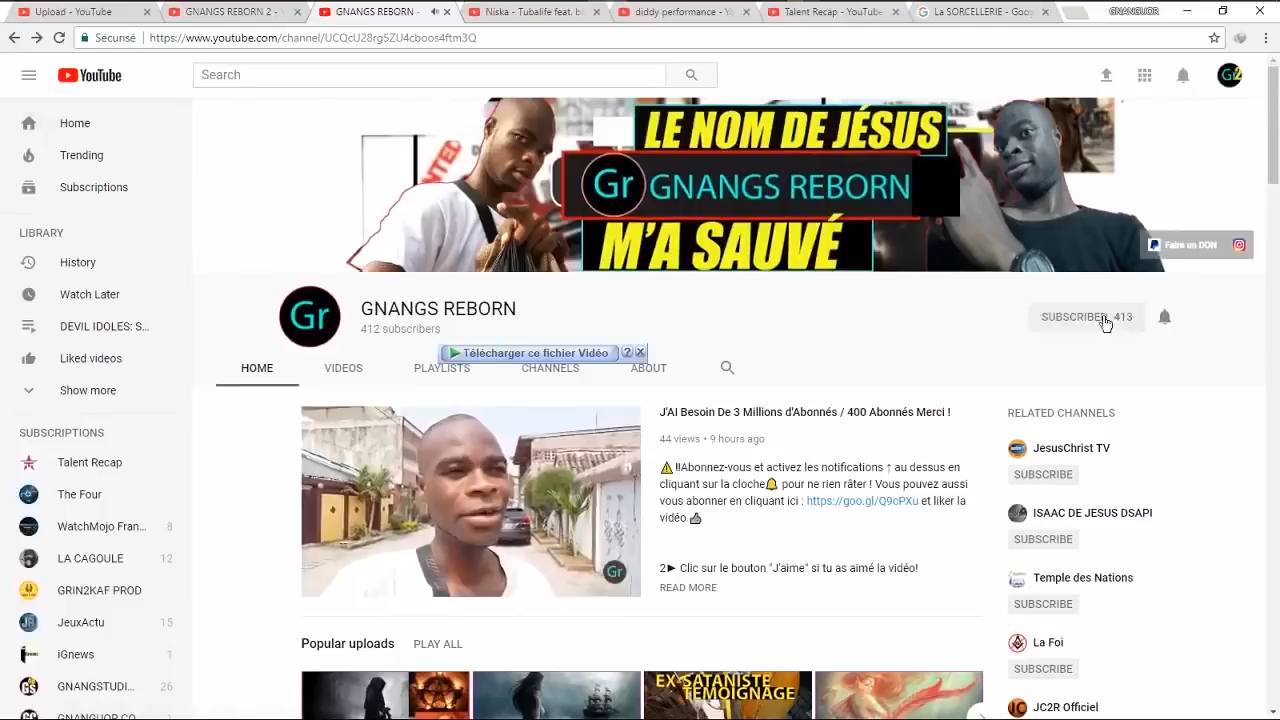 Upload - YouTube
GNANGS REBORN 2 - Y
GNANGS REBORN -
Niska - Tubalife feat. b
diddy performance - Yo
Talent Recap - YouTube
La SORCELLERIE - Goo
GNANGUOR
Sécurisé
https://www.youtube.com/channel/UCQcU28rgSZU4cboos4ftm3Q
YouTube
Search
Gr2
Home
Trending
Subscriptions
LIBRARY
History
Watch Later
DEVIL IDOLES: S...
Liked videos
Show more
SUBSCRIPTIONS
Talent Recap
The Four
WatchMojo Fran... 8
LA CAGOULE 12
GRIN2KAF PROD
JeuxActu 15
iGnews 1
GNANGSTUDI... 26
GNANGUOR CO
LE NOM DE JÉSUS
Gr GNANGS REBORN
M'A SAUVÉ
Faire un DON
Gr
GNANGS REBORN
412 subscribers
SUBSCRIBED 413
Télécharger ce fichier Vidéo ?
HOME VIDEOS PLAYLISTS CHANNELS ABOUT
Gr
J'AI Besoin De 3 Millions d'Abonnés / 400 Abonnés Merci !
44 views • 9 hours ago
⚠️!!Abonnez-vous et activez les notifications ↑ au dessus en
cliquant sur la cloche🔔 pour ne rien râter ! Vous pouvez aussi
vous abonner en cliquant ici : https://goo.gl/Q9cPXu et liker la
vidéo 👍
2► Clic sur le bouton "J'aime" si tu as aimé la vidéo!
READ MORE
Popular uploads PLAY ALL
EX-SATANISTE
TÉMOIGNAGE
RELATED CHANNELS
JesusChrist TV
SUBSCRIBE
ISAAC DE JESUS DSAPI
SUBSCRIBE
Temple des Nations
SUBSCRIBE
La Foi
SUBSCRIBE
JC2R Officiel